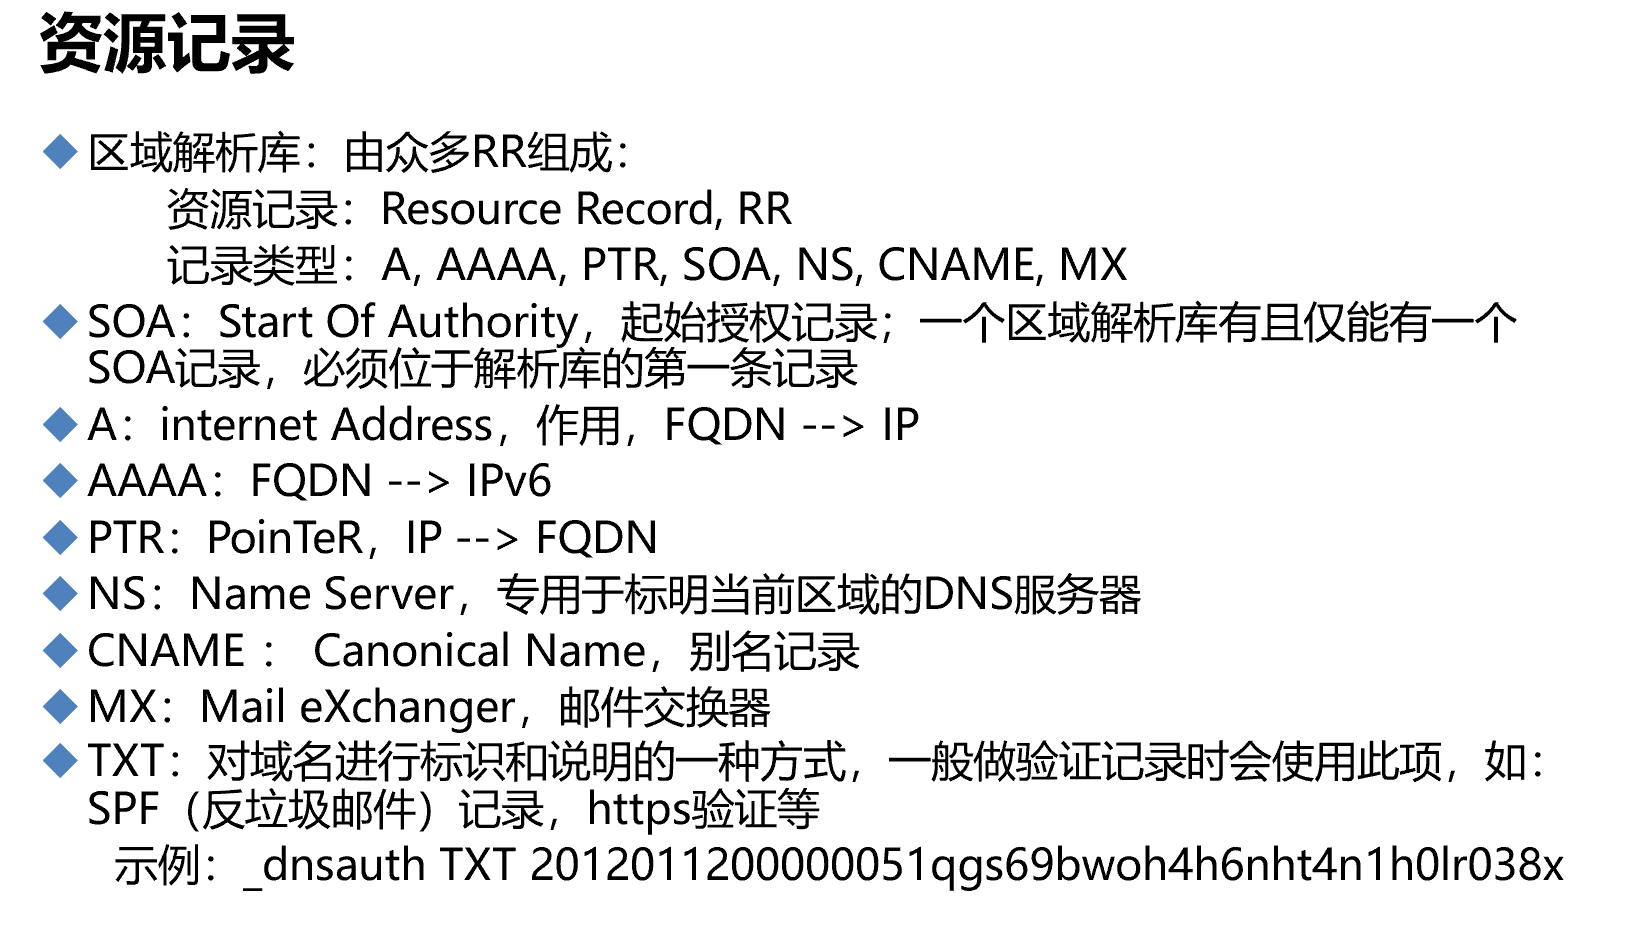 资源记录
区域解析库：由众多RR组成：
资源记录：Resource Record, RR
记录类型：A, AAAA, PTR, SOA, NS, CNAME, MX
SOA：Start Of Authority，起始授权记录；一个区域解析库有且仅能有一个
SOA记录，必须位于解析库的第一条记录
A：internet Address，作用，FQDN --> IP
AAAA：FQDN --> IPv6
PTR：PoinTeR，IP --> FQDN
NS：Name Server，专用于标明当前区域的DNS服务器
CNAME ： Canonical Name，别名记录
MX：Mail eXchanger，邮件交换器
TXT：对域名进行标识和说明的一种方式，一般做验证记录时会使用此项，如：
SPF（反垃圾邮件）记录，https验证等
示例：_dnsauth TXT 2012011200000051qgs69bwoh4h6nht4n1h0lr038x